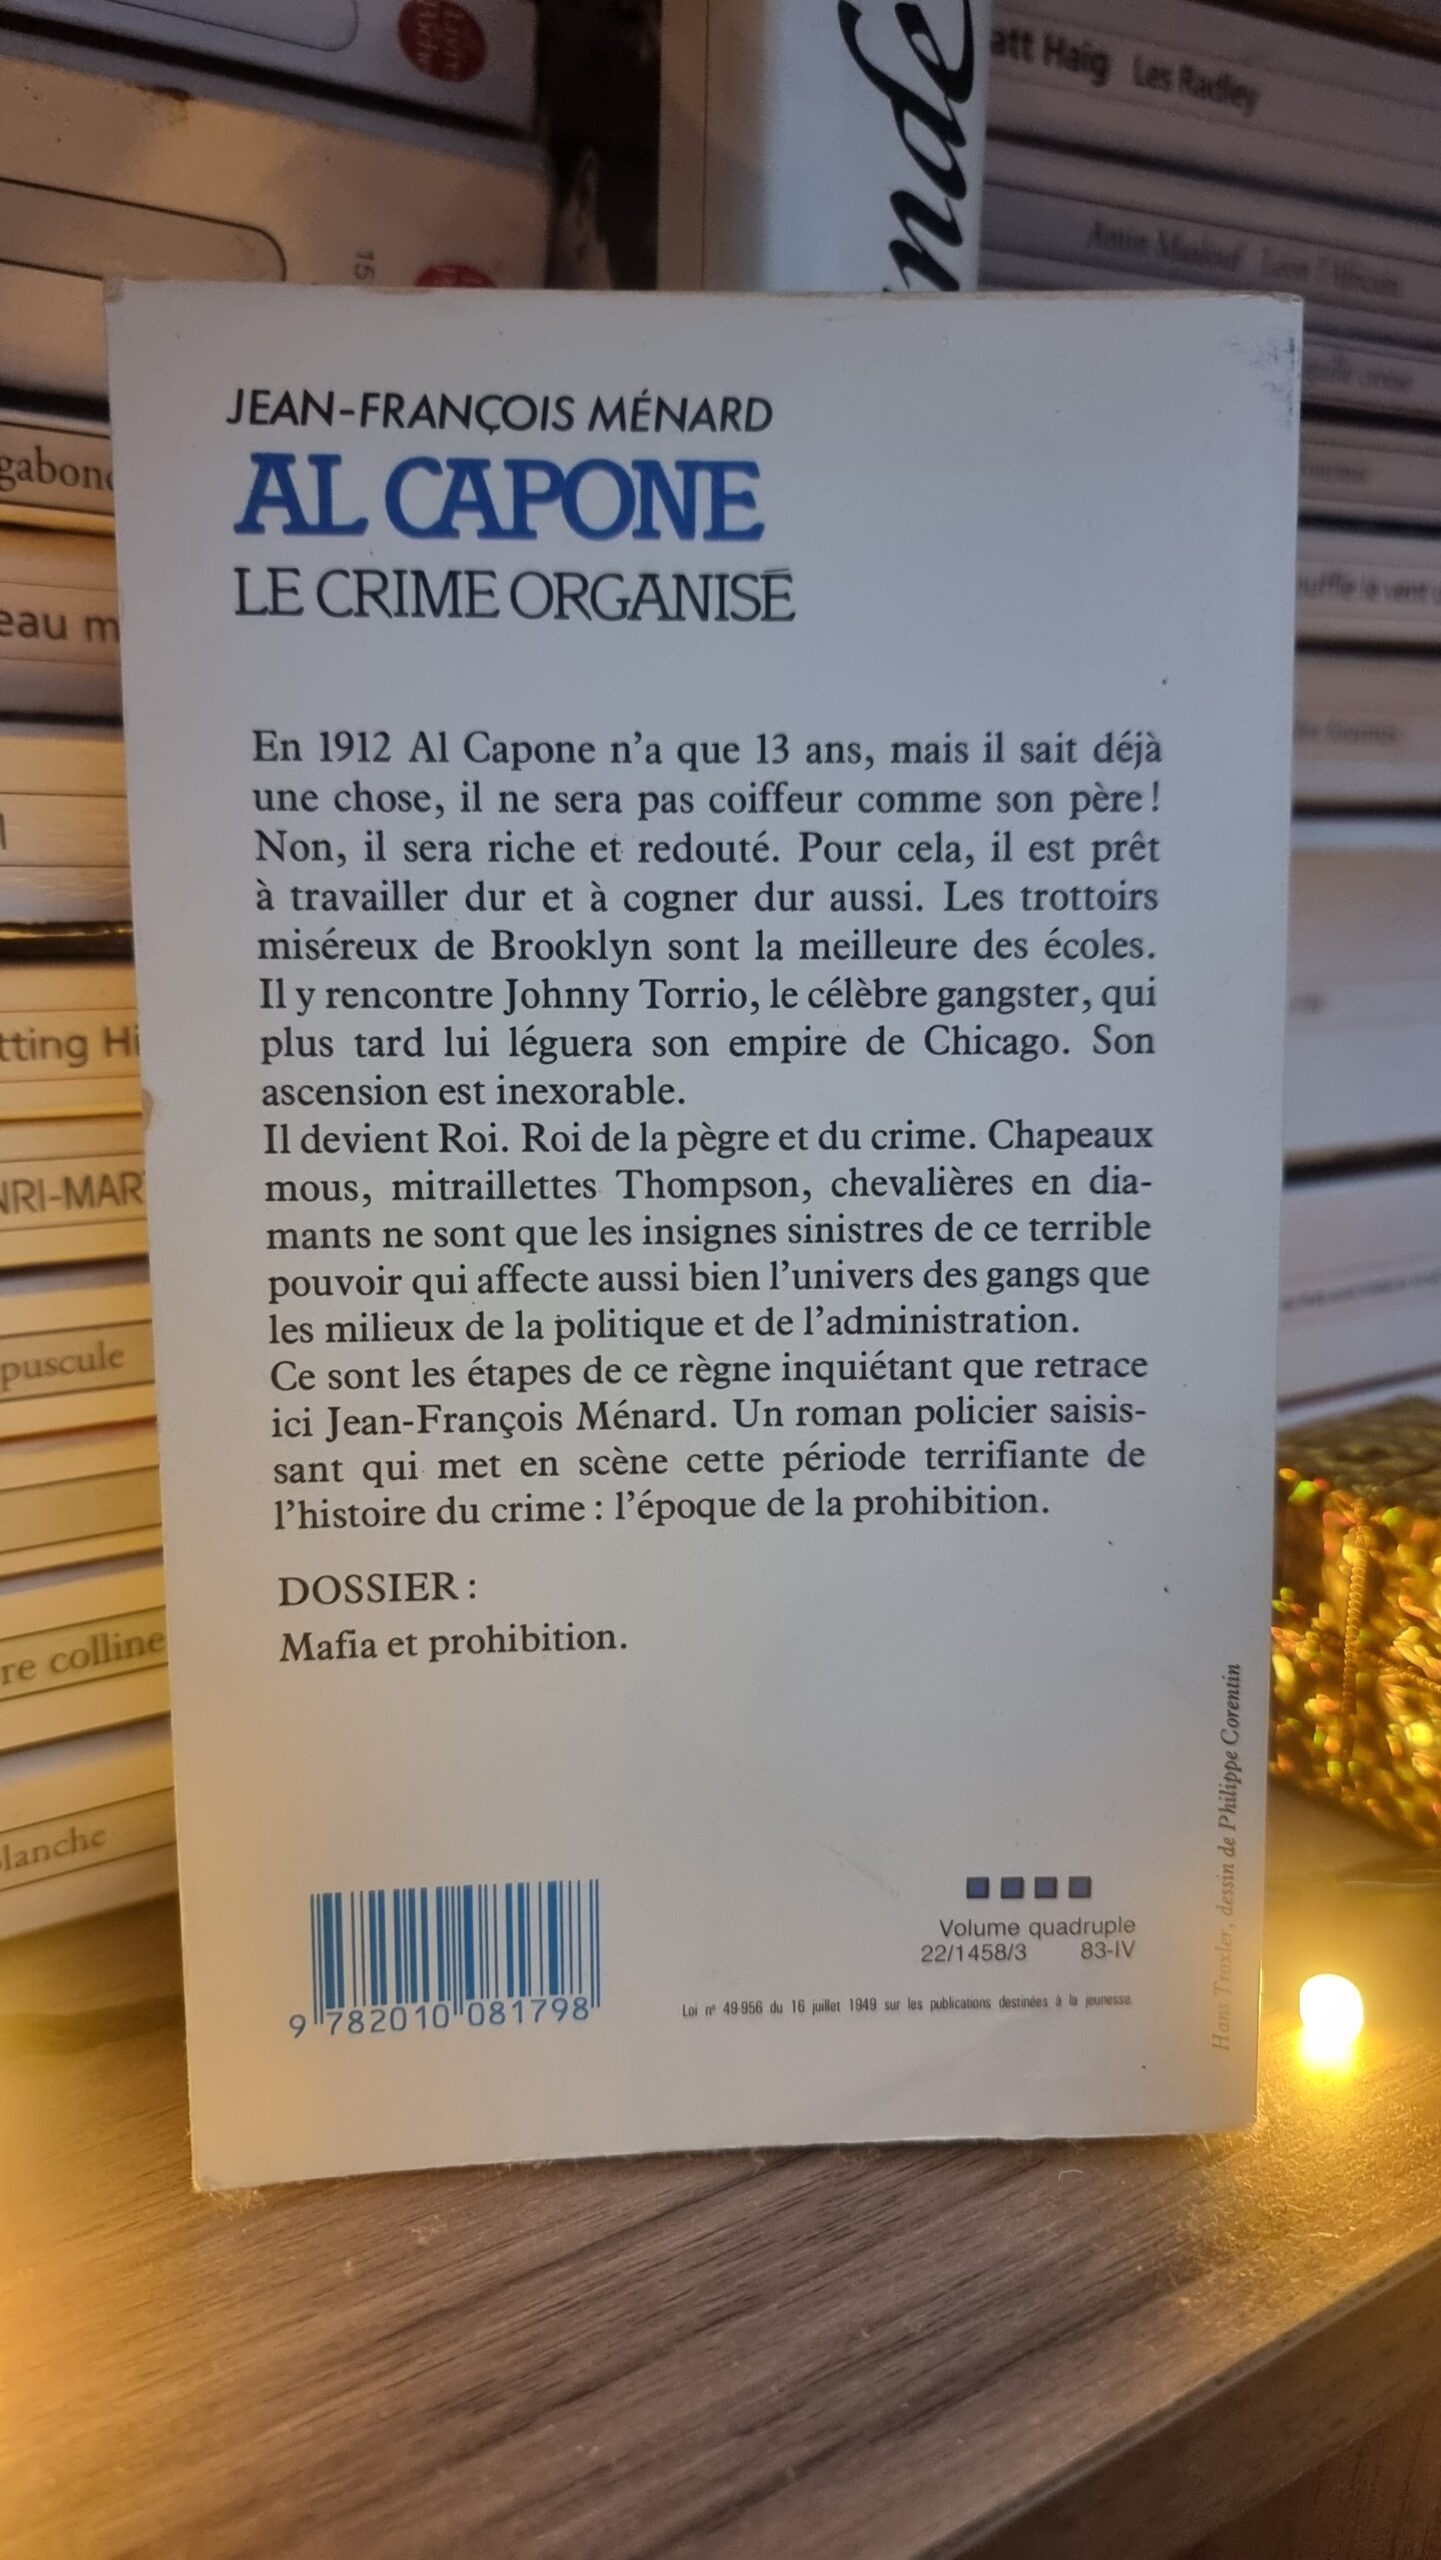 Livre
Poche
15
nde
att Haig Les Radley
Amin Maalouf Léon l'Africain
gabond
eau m
tting Hi
NRI-MAR
puscule
re colline
lanche
JEAN-FRANÇOIS MÉNARD
AL CAPONE
LE CRIME ORGANISÉ
En 1912 Al Capone n'a que 13 ans, mais il sait déjà
une chose, il ne sera pas coiffeur comme son père !
Non, il sera riche et redouté. Pour cela, il est prêt
à travailler dur et à cogner dur aussi. Les trottoirs
miséreux de Brooklyn sont la meilleure des écoles.
Il y rencontre Johnny Torrio, le célèbre gangster, qui
plus tard lui léguera son empire de Chicago. Son
ascension est inexorable.
Il devient Roi. Roi de la pègre et du crime. Chapeaux
mous, mitraillettes Thompson, chevalières en dia-
mants ne sont que les insignes sinistres de ce terrible
pouvoir qui affecte aussi bien l'univers des gangs que
les milieux de la politique et de l'administration.
Ce sont les étapes de ce règne inquiétant que retrace
ici Jean-François Ménard. Un roman policier saisis-
sant qui met en scène cette période terrifiante de
l'histoire du crime : l'époque de la prohibition.
DOSSIER :
Mafia et prohibition.
Hans Troxler, dessin de Philippe Corentin
Volume quadruple
22/1458/3 83-IV
Loi nº 49-956 du 16 juillet 1949 sur les publications destinées à la jeunesse.
9 782010 081798